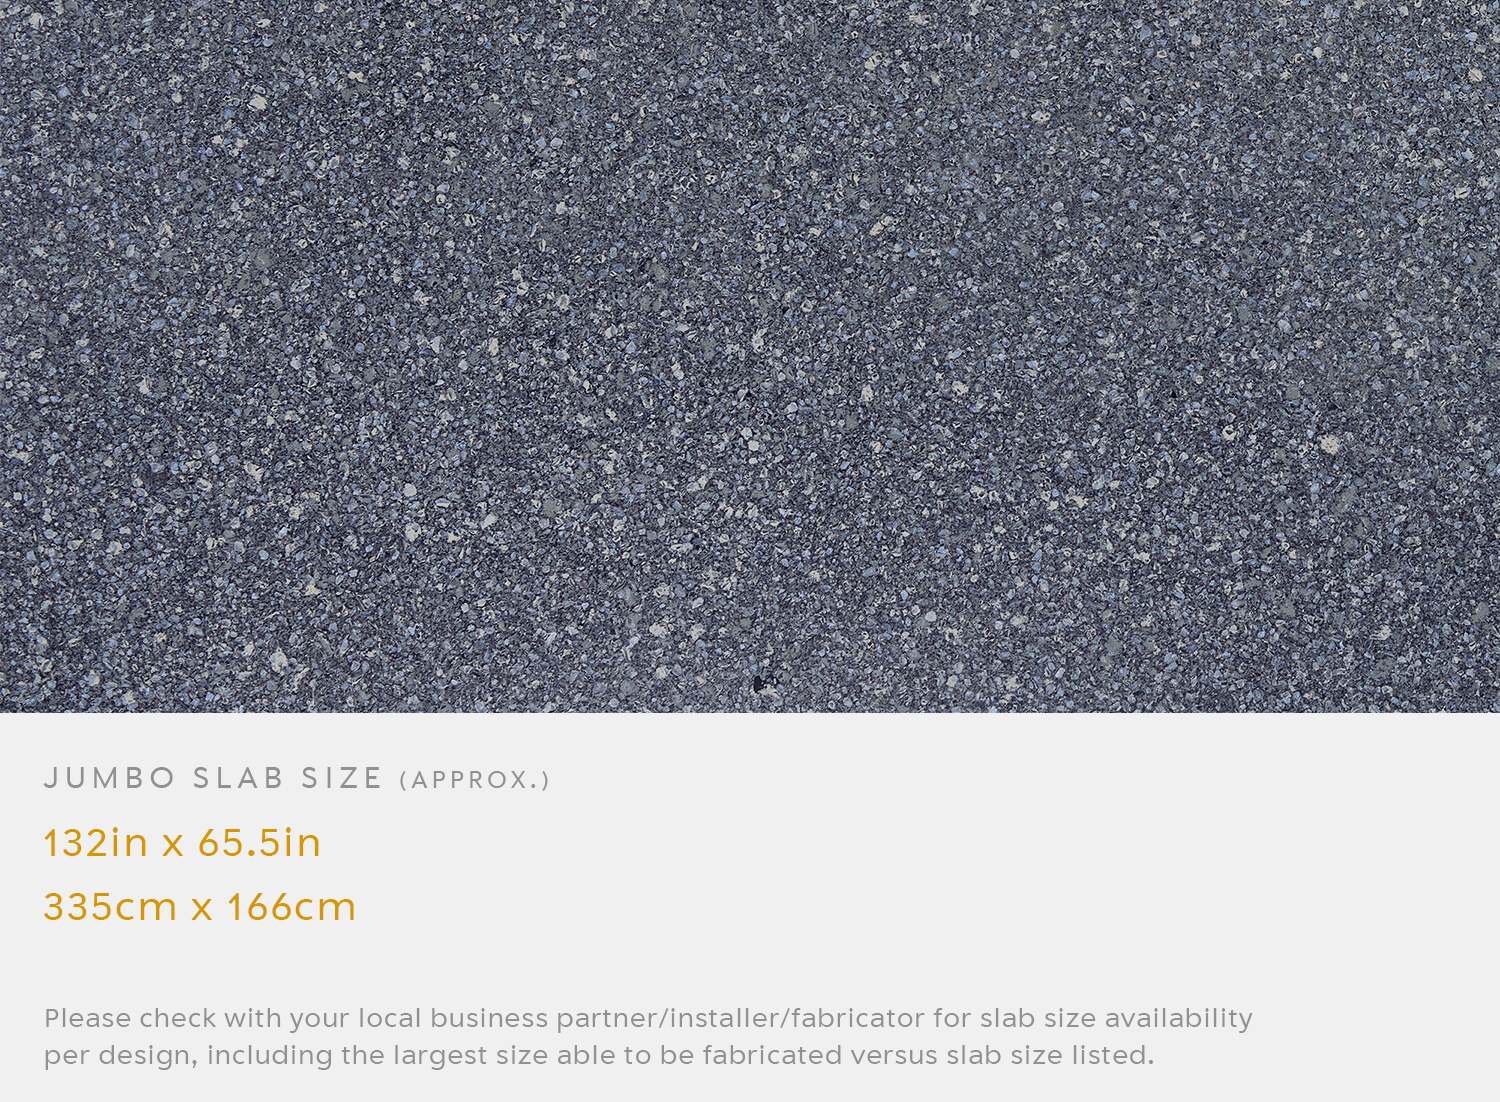 JUMBO SLAB SIZE (APPROX.)
132in x 65.5in
335cm x 166cm
Please check with your local business partner/installer/fabricator for slab size availability
per design, including the largest size able to be fabricated versus slab size listed.